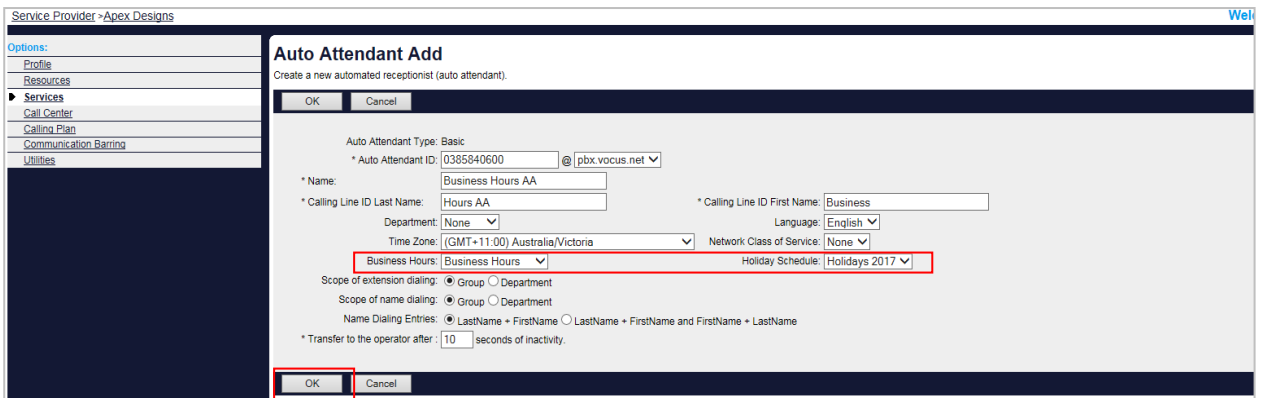 Service Provider >Apex Designs
Options:
Profile
Resources
Services
Call Center
Calling Plan
Communication Barring
Utilities
Auto Attendant Add
Create a new automated receptionist (auto attendant).
OK Cancel
Auto Attendant Type: Basic
* Auto Attendant ID: 0385840600 @ pbx.vocus.net
* Name: Business Hours AA
* Calling Line ID Last Name: Hours AA * Calling Line ID First Name: Business
Department: None Language: English
Time Zone: (GMT+11:00) Australia/Victoria Network Class of Service: None
Business Hours: Business Hours Holiday Schedule: Holidays 2017
Scope of extension dialing: Group Department
Scope of name dialing: Group Department
Name Dialing Entries: LastName + FirstName LastName + FirstName and FirstName + LastName
* Transfer to the operator after : 10 seconds of inactivity.
OK Cancel